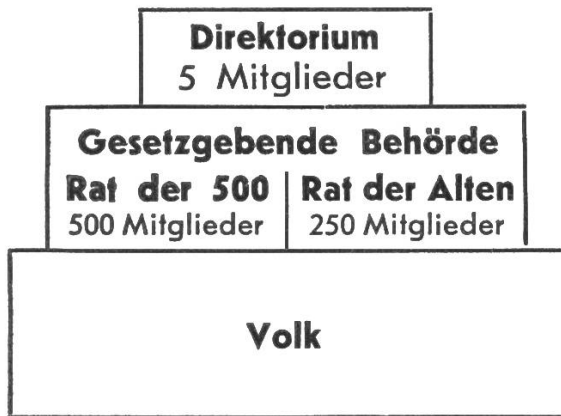 Direktorium
5 Mitglieder
Gesetzgebende Behörde
Rat der 500
500 Mitglieder
Rat der Alten
250 Mitglieder
Volk